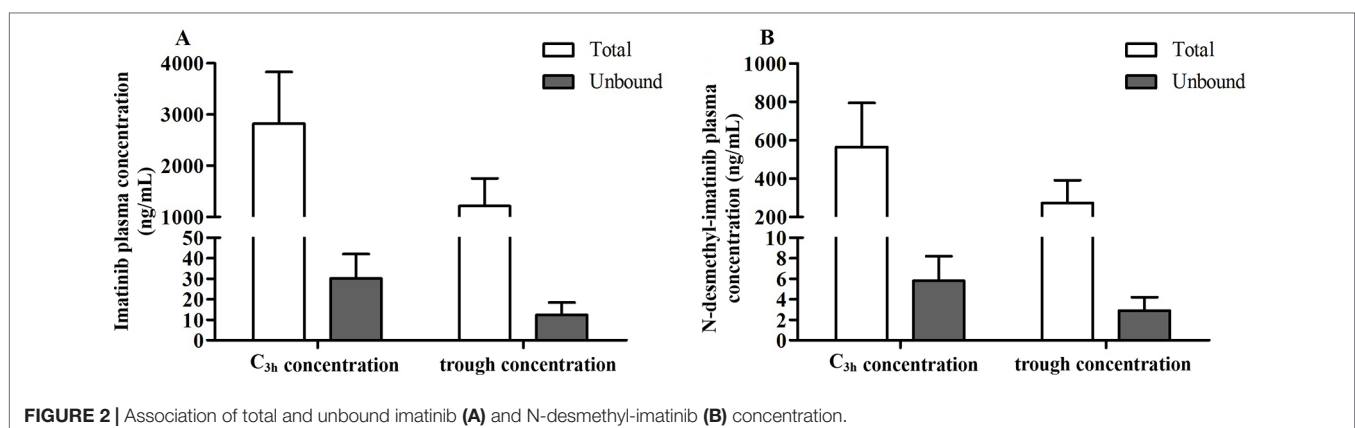 A
Imatinib plasma concentration
(ng/mL)
4000
3000
2000
1000
50
40
30
20
10
0
Total
Unbound
C3h concentration
trough concentration
B
N-desmethyl-imatinib plasma
concentration (ng/mL)
1000
800
600
400
200
10
8
6
4
2
0
Total
Unbound
C3h concentration
trough concentration
FIGURE 2 | Association of total and unbound imatinib (A) and N-desmethyl-imatinib (B) concentration.